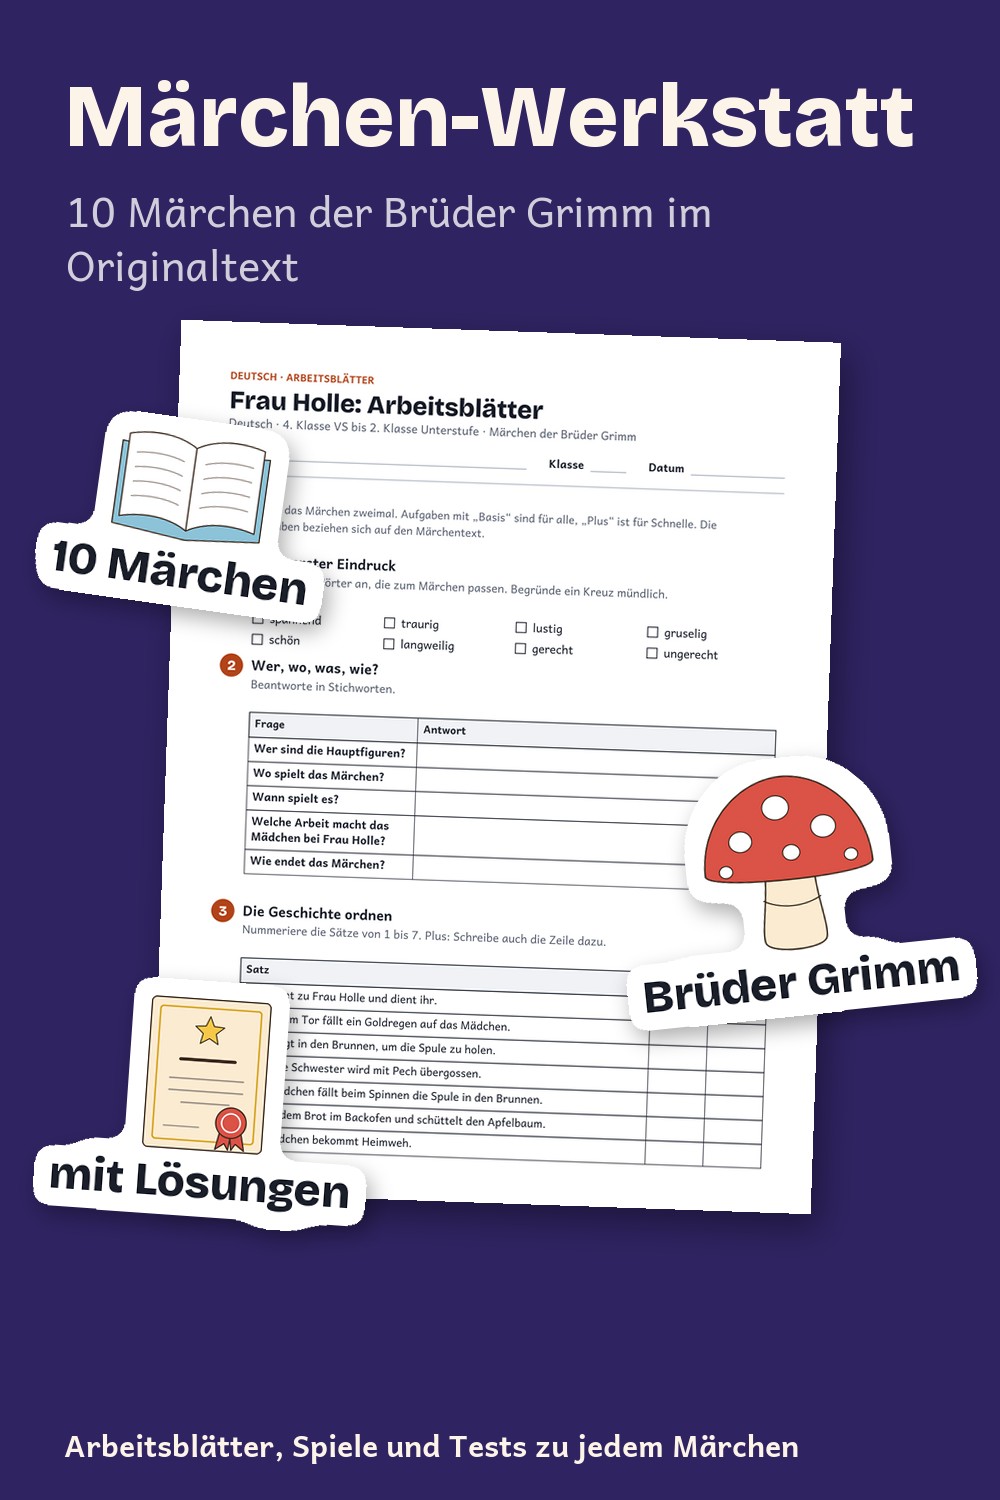 Märchen-Werkstatt
10 Märchen der Brüder Grimm im
Originaltext
DEUTSCH · ARBEITSBLÄTTER
Frau Holle: Arbeitsblätter
Deutsch · 4. Klasse VS bis 2. Klasse Unterstufe · Märchen der Brüder Grimm
Klasse Datum
das Märchen zweimal. Aufgaben mit „Basis“ sind für alle, „Plus“ ist für Schnelle. Die
beziehen sich auf den Märchentext.
10 Märchen
Eindruck
an, die zum Märchen passen. Begründe ein Kreuz mündlich.
spannend traurig lustig gruselig
schön langweilig gerecht ungerecht
2 Wer, wo, was, wie?
Beantworte in Stichworten.
Frage Antwort
Wer sind die Hauptfiguren?
Wo spielt das Märchen?
Wann spielt es?
Welche Arbeit macht das
Mädchen bei Frau Holle?
Wie endet das Märchen?
3 Die Geschichte ordnen
Nummeriere die Sätze von 1 bis 7. Plus: Schreibe auch die Zeile dazu.
Brüder Grimm
Satz
zu Frau Holle und dient ihr.
Tor fällt ein Goldregen auf das Mädchen.
in den Brunnen, um die Spule zu holen.
Schwester wird mit Pech übergossen.
fällt beim Spinnen die Spule in den Brunnen.
dem Brot im Backofen und schüttelt den Apfelbaum.
bekommt Heimweh.
mit Lösungen
Arbeitsblätter, Spiele und Tests zu jedem Märchen